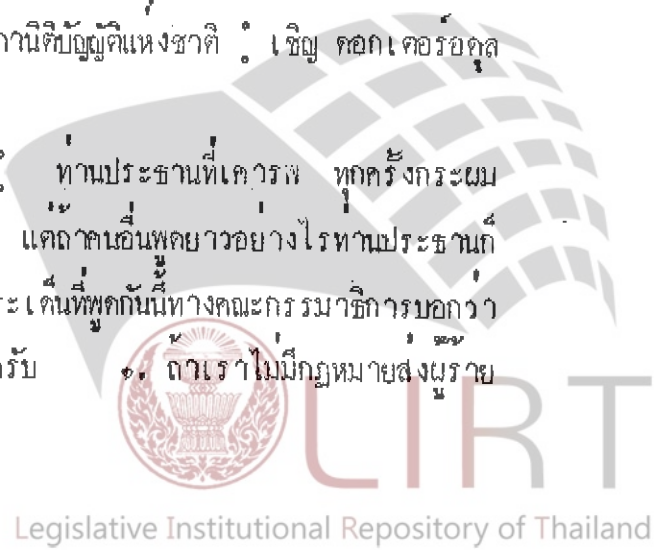 านิติบัญญัติแห่งชาติ : เชิญ ดอกเตอร์อดุล
: ท่านประธานที่เคารพ ทุกครั้งกระผม
แต่ถ้าคนอื่นพูดยาวอย่างไรท่านประธานก็
ระเด็นที่พูดกันนี้ทางคณะกรรมาธิการบอกว่า
ครับ ๑. ถ้าเราไม่มีกฎหมายส่งผู้ร้าย
LIRT
Legislative Institutional Repository of Thailand